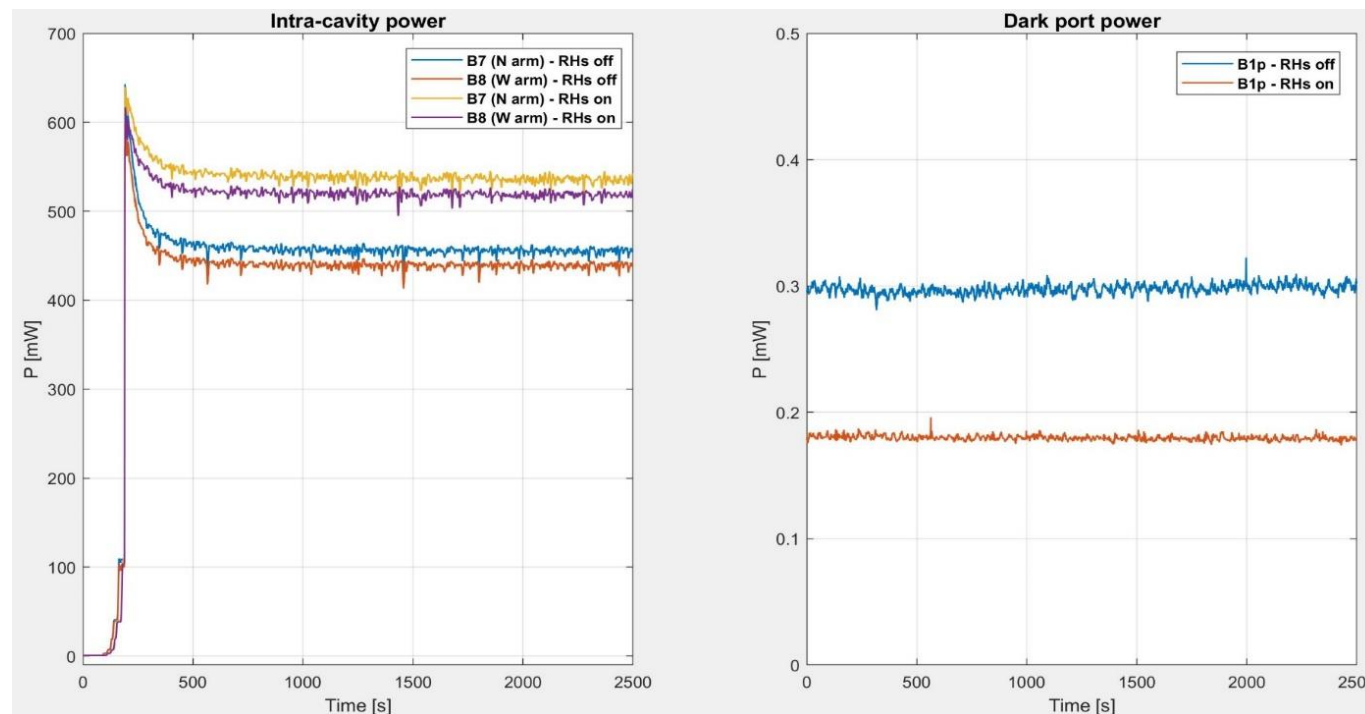 Intra-cavity power
700
600
500
400
300
200
100
0
P [mW]
0 500 1000 1500 2000 2500
Time [s]
B7 (N arm) - RHs off
B8 (W arm) - RHs off
B7 (N arm) - RHs on
B8 (W arm) - RHs on
Dark port power
0.5
0.4
0.3
0.2
0.1
0
P [mW]
0 500 1000 1500 2000 2500
Time [s]
B1p - RHs off
B1p - RHs on